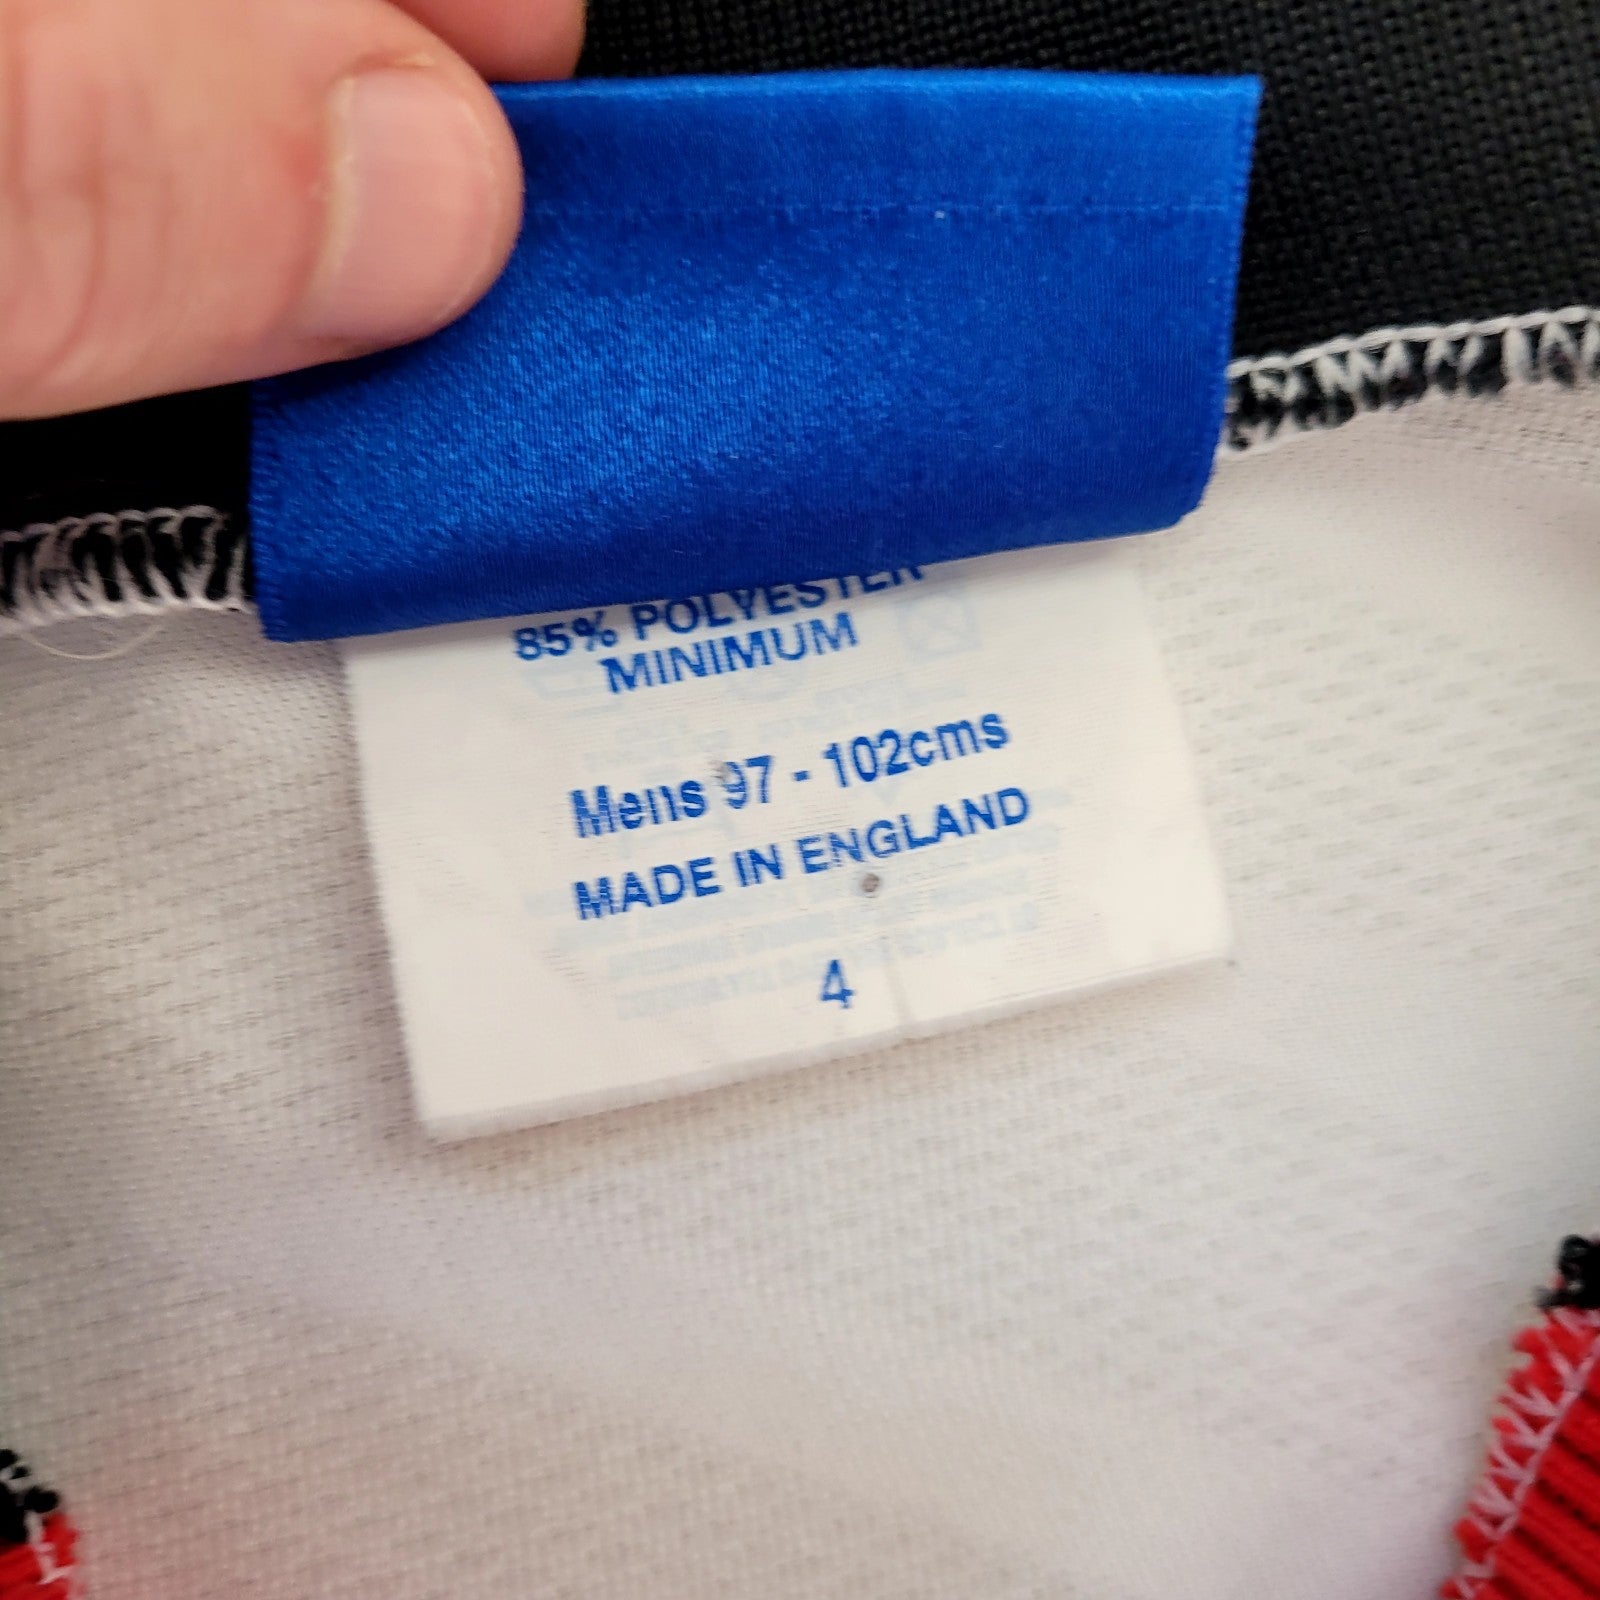 85% POLYESTER
MINIMUM
Mens 97 - 102cms
MADE IN ENGLAND
4